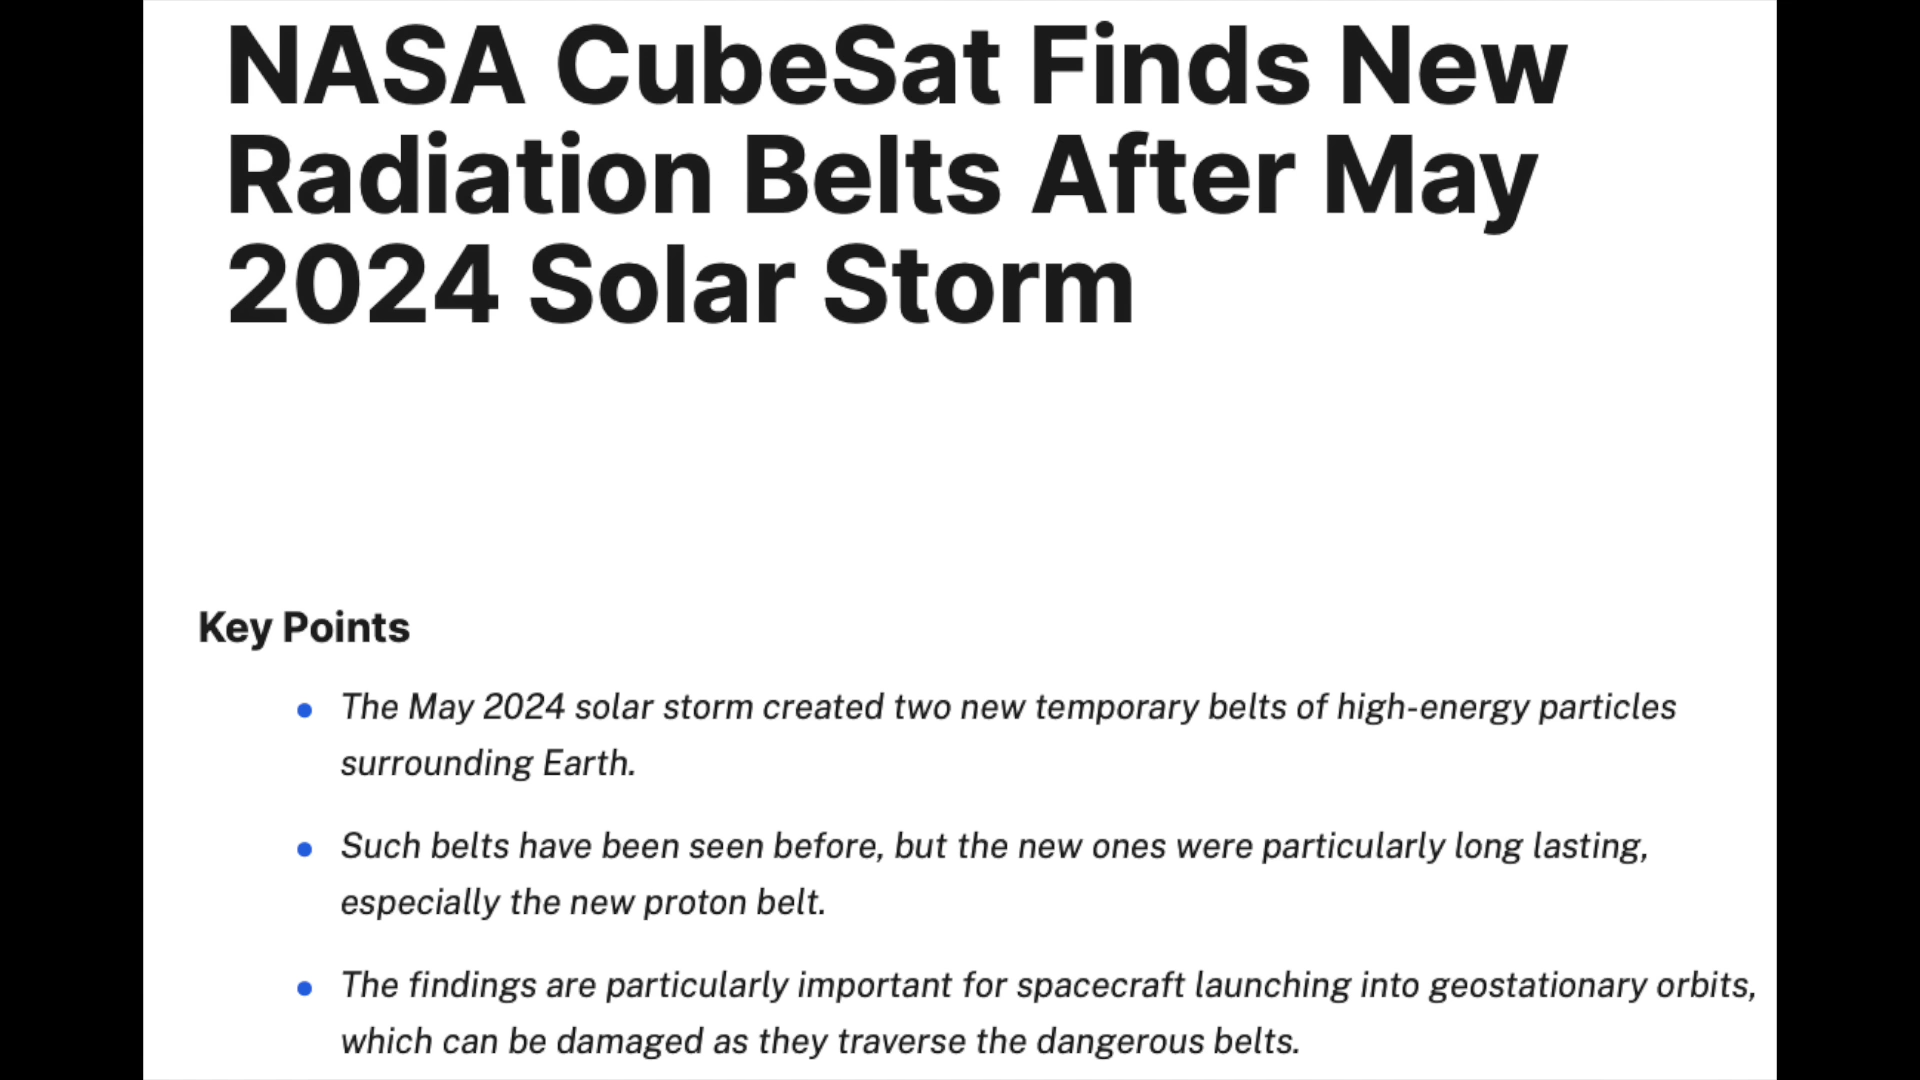 NASA CubeSat Finds New
Radiation Belts After May
2024 Solar Storm
Key Points
The May 2024 solar storm created two new temporary belts of high-energy particles
surrounding Earth.
Such belts have been seen before, but the new ones were particularly long lasting,
especially the new proton belt.
The findings are particularly important for spacecraft launching into geostationary orbits,
which can be damaged as they traverse the dangerous belts.